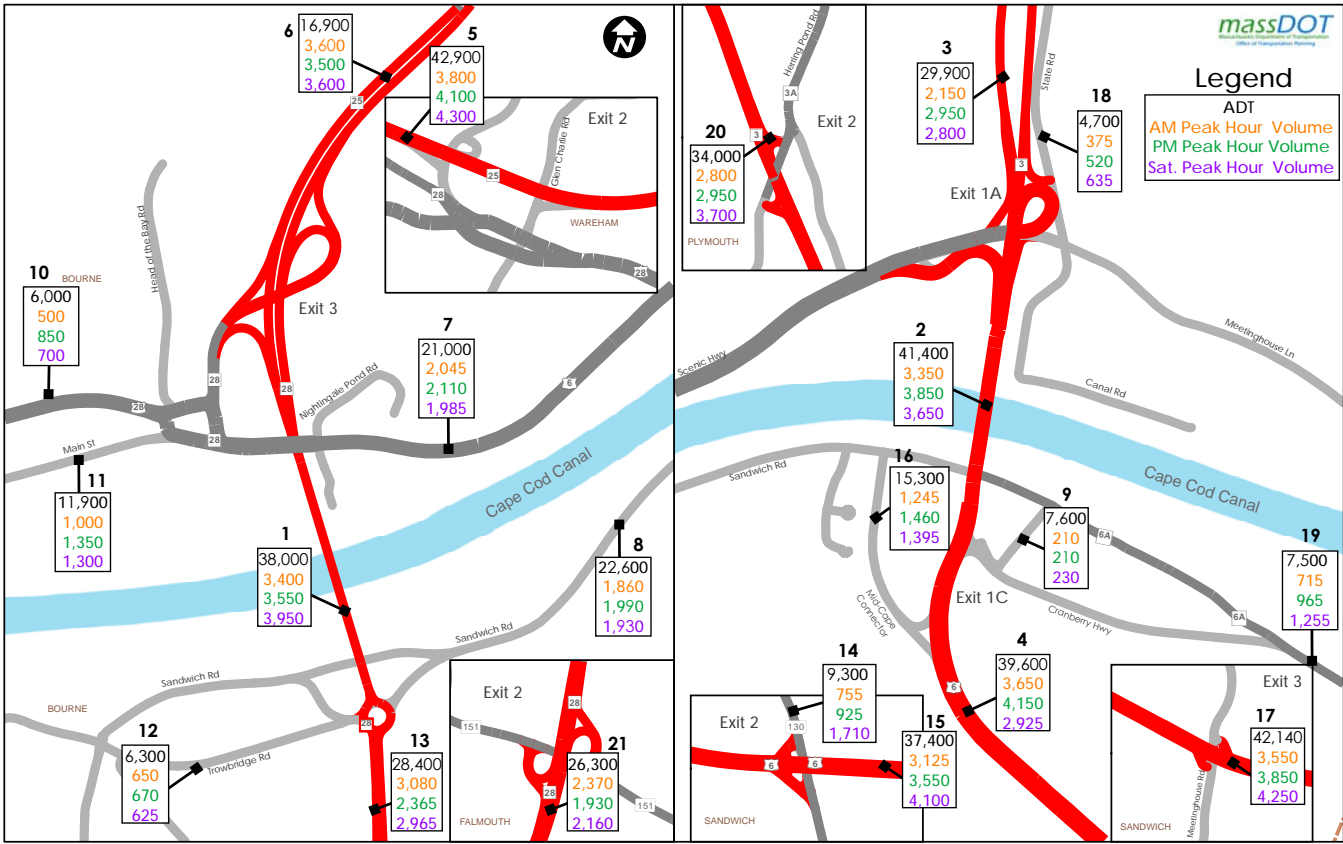 6
16,900
3,600
3,500
3,600
25
5
42,900
3,800
4,100
4,300
Exit 2
Glen Charlie Rd
25
28
WAREHAM
28
N
Head of the Bay Rd
10
BOURNE
6,000
500
850
700
Exit 3
7
21,000
2,045
2,110
1,985
6
28
28
28
28
Nightingale Pond Rd
Main St
11
11,900
1,000
1,350
1,300
Cape Cod Canal
1
38,000
3,400
3,550
3,950
8
22,600
1,860
1,990
1,930
Sandwich Rd
Sandwich Rd
BOURNE
28
12
6,300
650
670
625
Trowbridge Rd
13
28,400
3,080
2,365
2,965
Exit 2
28
151
21
26,300
2,370
1,930
2,160
28
151
FALMOUTH
Herring Pond Rd
3A
Exit 2
3
20
34,000
2,800
2,950
3,700
PLYMOUTH
3
29,900
2,150
2,950
2,800
State Rd
18
4,700
375
520
635
3
Exit 1A
massDOT
Massachusetts Department of Transportation
Office of Transportation Planning
Legend
ADT
AM Peak Hour Volume
PM Peak Hour Volume
Sat. Peak Hour Volume
Scenic Hwy
2
41,400
3,350
3,850
3,650
Meetinghouse Ln
Canal Rd
Cape Cod Canal
Sandwich Rd
16
15,300
1,245
1,460
1,395
9
7,600
210
210
230
6A
19
7,500
715
965
1,255
Mid-Cape
Connector
Exit 1C
Cranberry Hwy
6A
6
4
39,600
3,650
4,150
2,925
14
9,300
755
925
1,710
Exit 2
130
15
37,400
3,125
3,550
4,100
6
6
SANDWICH
Exit 3
17
42,140
3,550
3,850
4,250
Meetinghouse Rd
SANDWICH